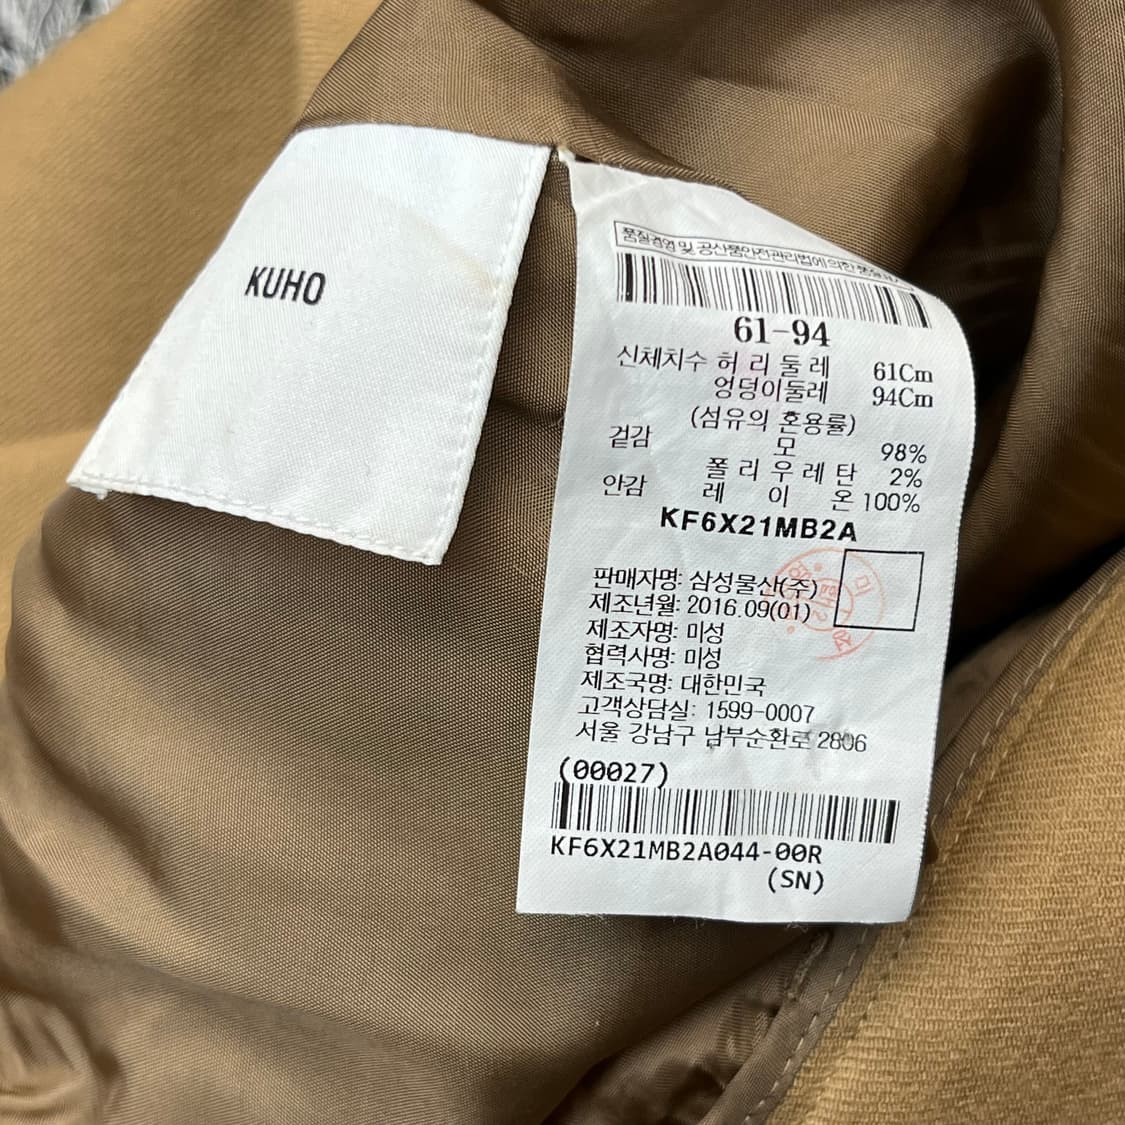 KUHO
품질경영 및 공산품안전관리법에의한품질표시
61-94
신체치수 허 리 둘 레 61Cm
엉덩이둘레 94Cm
(섬유의 혼용률)
겉감 모 98%
폴 리 우 레 탄 2%
안감 레 이 온 100%
KF6X21MB2A
판매자명: 삼성물산(주)
제조년월: 2016.09(01)
제조자명: 미성
협력사명: 미성
제조국명: 대한민국
고객상담실: 1599-0007
서울 강남구 남부순환로 2806
(00027)
KF6X21MB2A044-00R
(SN)